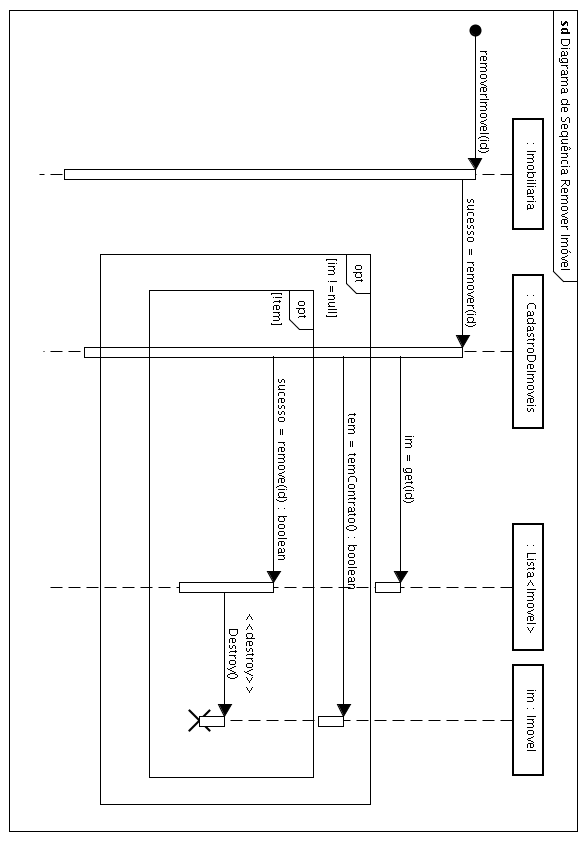 sd Diagrama de Sequência Remover Imóvel
: Imobiliaria
: CadastroDeImoveis
: Lista<Imovel>
im : Imovel
removerImovel(id)
sucesso = remover(id)
im = get(id)
opt
[im != null]
tem = temContrato() : boolean
opt
[!tem]
sucesso = remove(id) : boolean
< <destroy> >
Destroy()